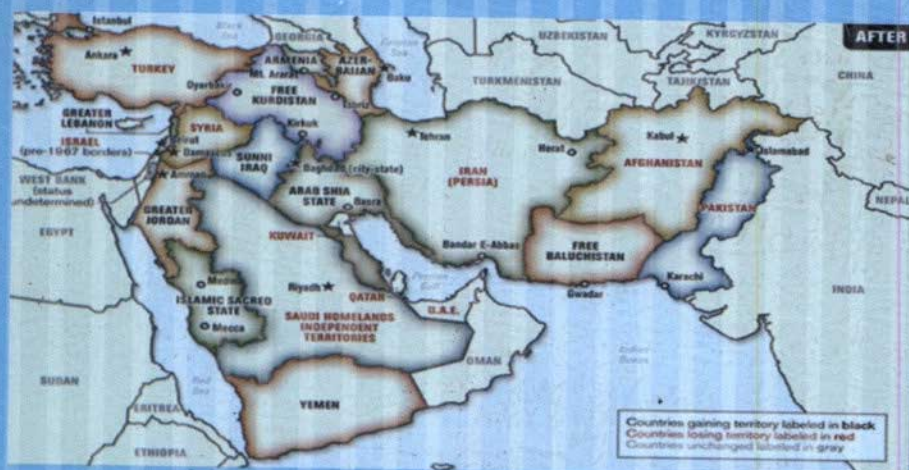 Black
Sea
Istanbul
GEORGIA
Caspian
Sea
UZBEKISTAN
KYRGYZSTAN
AFTER
Ankara
TURKEY
ARMENIA
Mt. Ararat
AZER-
BAIJAN
Baku
TURKMENISTAN
TAJIKISTAN
CHINA
Dyarbakir
FREE
KURDISTAN
Tabriz
GREATER
LEBANON
SYRIA
Kirkuk
Tehran
Herat
Kabul
Islamabad
ISRAEL
(pre-1967 borders)
Beirut
Damascus
SUNNI
IRAQ
Baghdad (city-state)
IRAN
(PERSIA)
AFGHANISTAN
WEST BANK
(status
undetermined)
Amman
ARAB SHIA
STATE
Basra
PAKISTAN
NEPAL
GREATER
JORDAN
EGYPT
KUWAIT
Bandar E-Abbas
FREE
BALUCHISTAN
Persian
Gulf
Medina
Riyadh
QATAR
U.A.E.
Gwadar
Karachi
INDIA
ISLAMIC SACRED
STATE
Mecca
SAUDI HOMELANDS
INDEPENDENT
TERRITORIES
OMAN
SUDAN
Red
Sea
Indian
Ocean
ERITREA
YEMEN
ETHIOPIA
Countries gaining territory labeled in black
Countries losing territory labeled in red
Countries unchanged labeled in gray